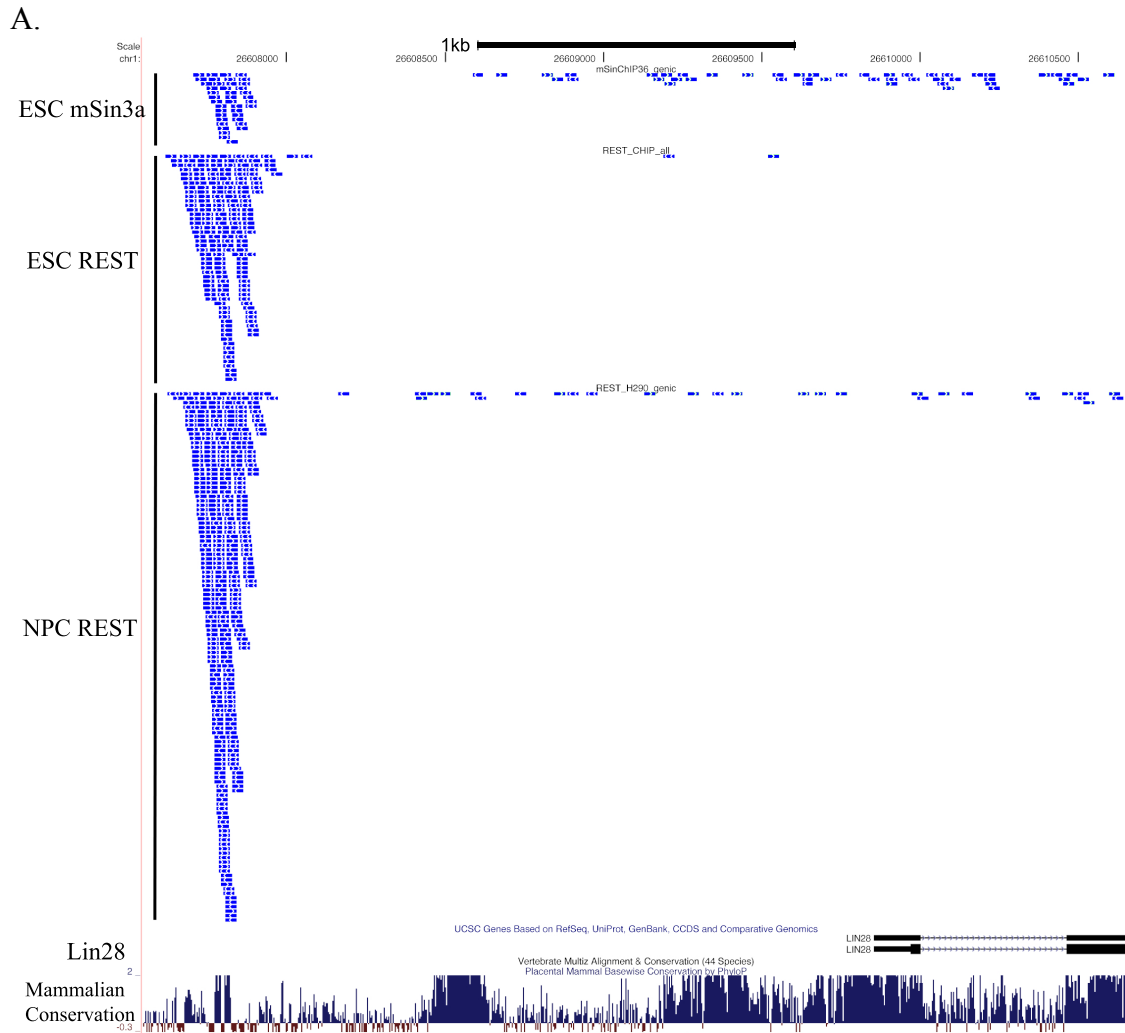 A.
Scale
1kb
chr1:
26608000
26608500
26609000
26609500
26610000
26610500
mSinChIP36_genic
ESC mSin3a
REST_CHIP_all
ESC REST
REST_H290_genic
NPC REST
UCSC Genes Based on RefSeq, UniProt, GenBank, CCDS and Comparative Genomics
LIN28
LIN28
Lin28
Vertebrate Multiz Alignment & Conservation (44 Species)
Placental Mammal Basewise Conservation by PhyloP
2
Mammalian
Conservation
-0.3